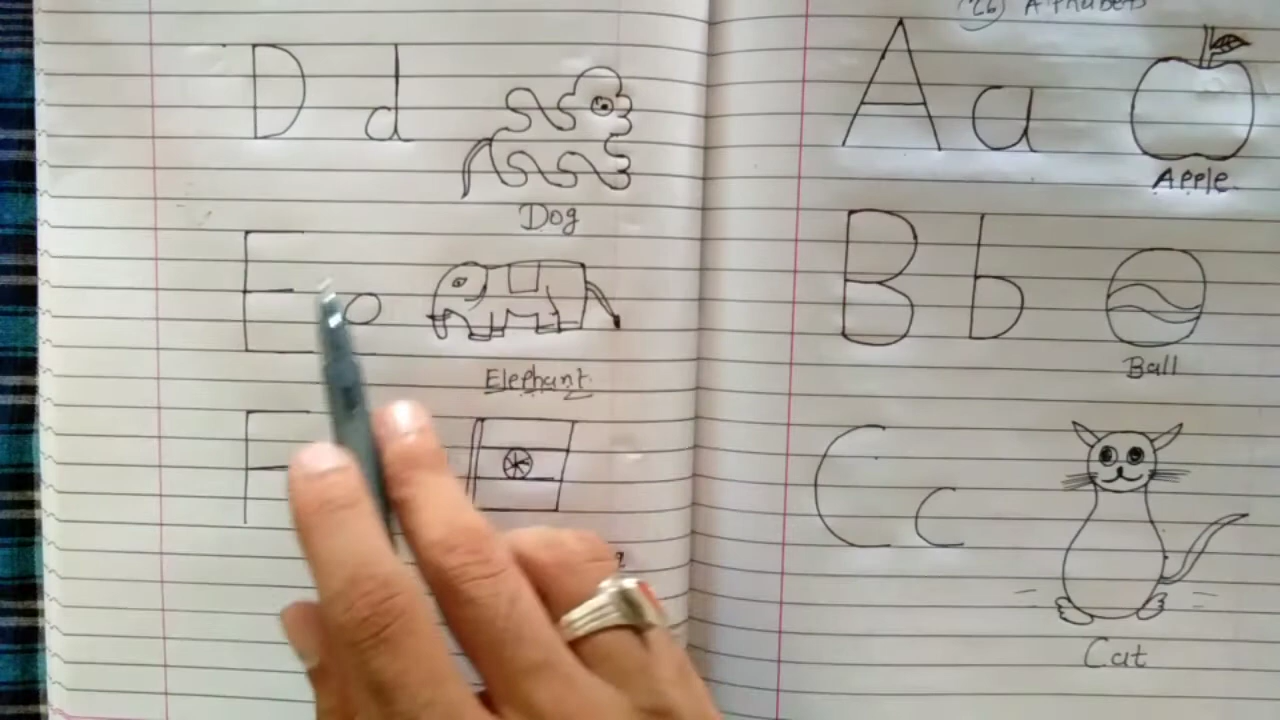 26 Alphabets
A a
Apple
B b
Ball
C c
Cat
D d
Dog
E
Elephant
F